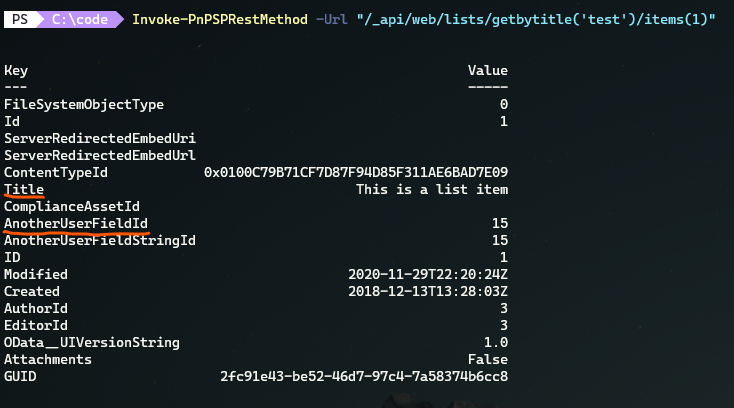 PS C:\code Invoke-PnPSPRestMethod -Url "/_api/web/lists/getbytitle('test')/items(1)"
Key Value
--- -----
FileSystemObjectType 0
Id 1
ServerRedirectedEmbedUri
ServerRedirectedEmbedUrl
ContentTypeId 0x0100C79B71CF7D87F94D85F311AE6BAD7E09
Title This is a list item
ComplianceAssetId
AnotherUserFieldId 15
AnotherUserFieldStringId 15
ID 1
Modified 2020-11-29T22:20:24Z
Created 2018-12-13T13:28:03Z
AuthorId 3
EditorId 3
OData__UIVersionString 1.0
Attachments False
GUID 2fc91e43-be52-46d7-97c4-7a58374b6cc8